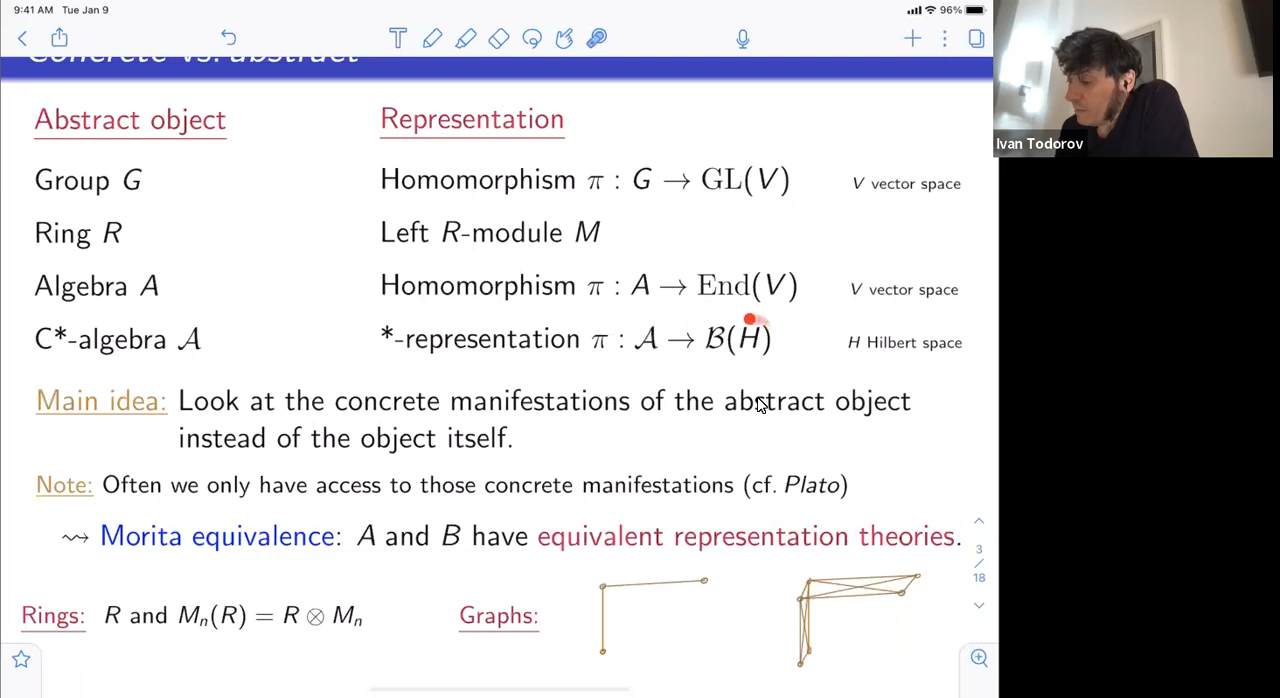 9:41 AM Tue Jan 9
96%
Concrete vs. abstract
Ivan Todorov
Abstract object Representation
Group G Homomorphism π : G → GL(V) V vector space
Ring R Left R-module M
Algebra A Homomorphism π : A → End(V) V vector space
C*-algebra 𝒜 *-representation π : 𝒜 → ℬ(H) H Hilbert space
Main idea: Look at the concrete manifestations of the abstract object
instead of the object itself.
Note: Often we only have access to those concrete manifestations (cf. Plato)
⇝ Morita equivalence: A and B have equivalent representation theories.
3
/
18
Rings: R and Mₙ(R) = R ⊗ Mₙ Graphs: